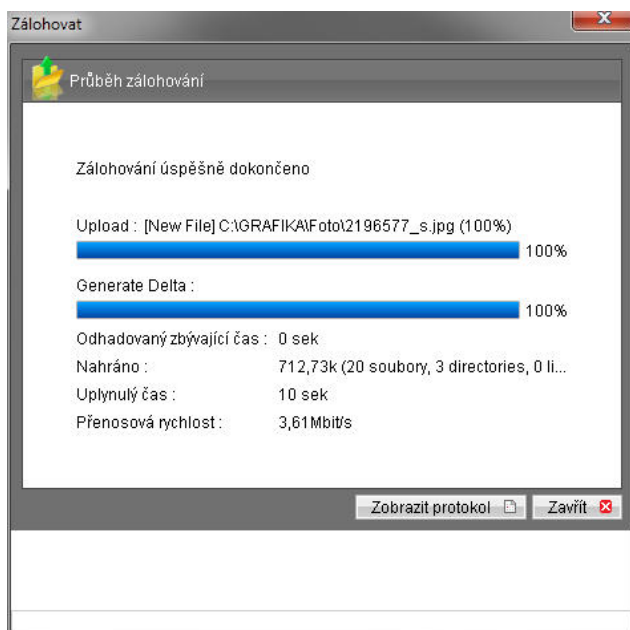 Zálohovat
Průběh zálohování
Zálohování úspěšně dokončeno
Upload : [New File] C:\GRAFIKA\Foto\2196577_s.jpg (100%)
100%
Generate Delta :
100%
Odhadovaný zbývající čas : 0 sek
Nahráno : 712,73k (20 soubory, 3 directories, 0 li...
Uplynulý čas : 10 sek
Přenosová rychlost : 3,61Mbit/s
Zobrazit protokol Zavřít